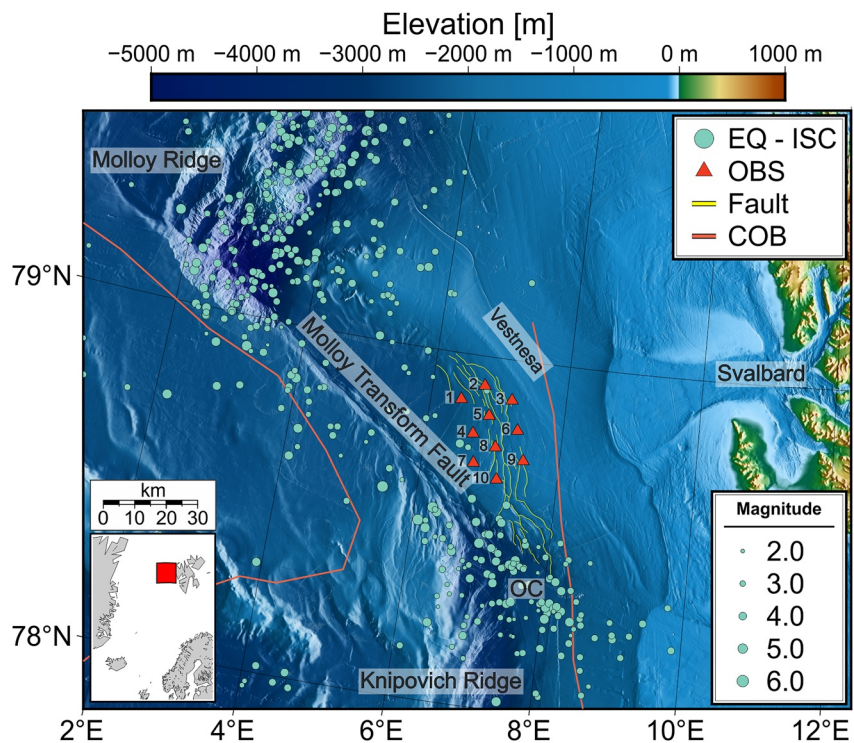 Elevation [m]
−5000 m −4000 m −3000 m −2000 m −1000 m 0 m 1000 m
EQ - ISC
OBS
Fault
COB
Molloy Ridge
79°N
Vestnesa
Molloy Transform Fault
Svalbard
1
2
3
4
5
6
7
8
9
10
km
0 10 20 30
Magnitude
2.0
3.0
4.0
5.0
6.0
OC
78°N
Knipovich Ridge
2°E 4°E 6°E 8°E 10°E 12°E